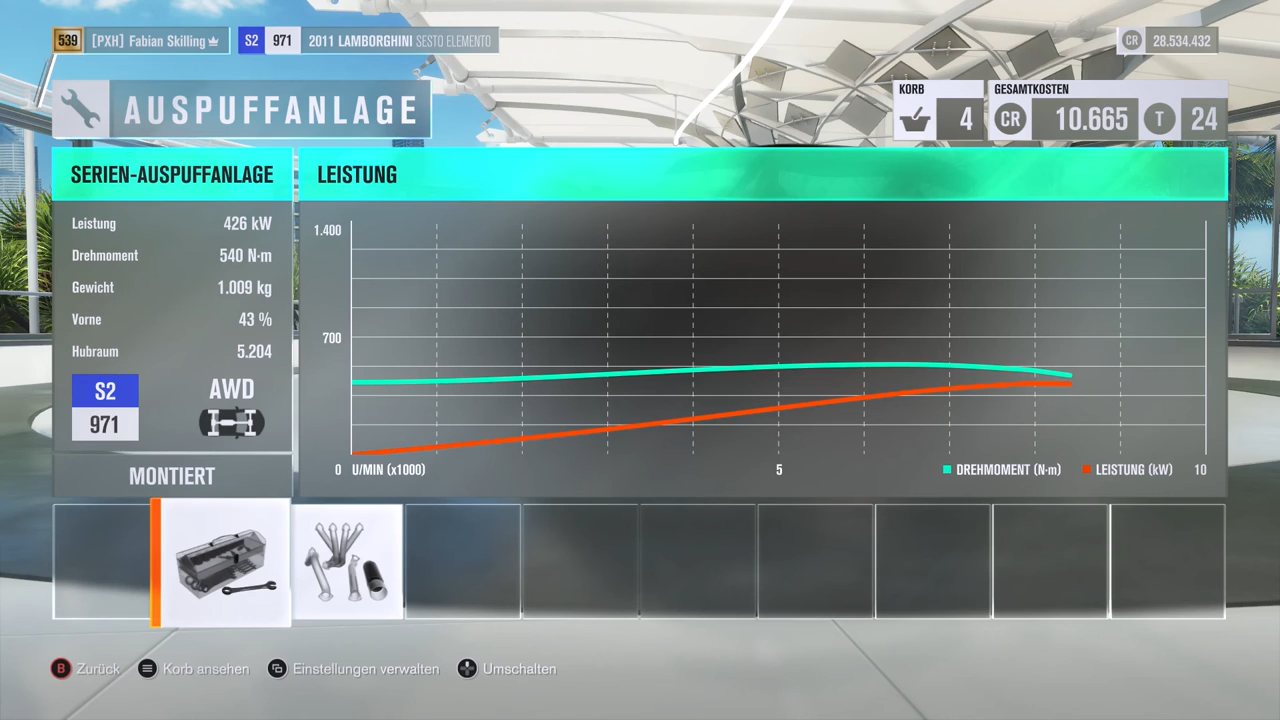 539 [PXH] Fabian Skilling S2 971 2011 LAMBORGHINI SESTO ELEMENTO
CR 28.534.432
AUSPUFFANLAGE
KORB
4
GESAMTKOSTEN
CR 10.665 T 24
SERIEN-AUSPUFFANLAGE
Leistung 426 kW
Drehmoment 540 N·m
Gewicht 1.009 kg
Vorne 43 %
Hubraum 5.204
S2
971
AWD
MONTIERT
LEISTUNG
1.400
700
0 U/MIN (x1000) 5 DREHMOMENT (N·m) LEISTUNG (kW) 10
B Zurück Korb ansehen Einstellungen verwalten Umschalten